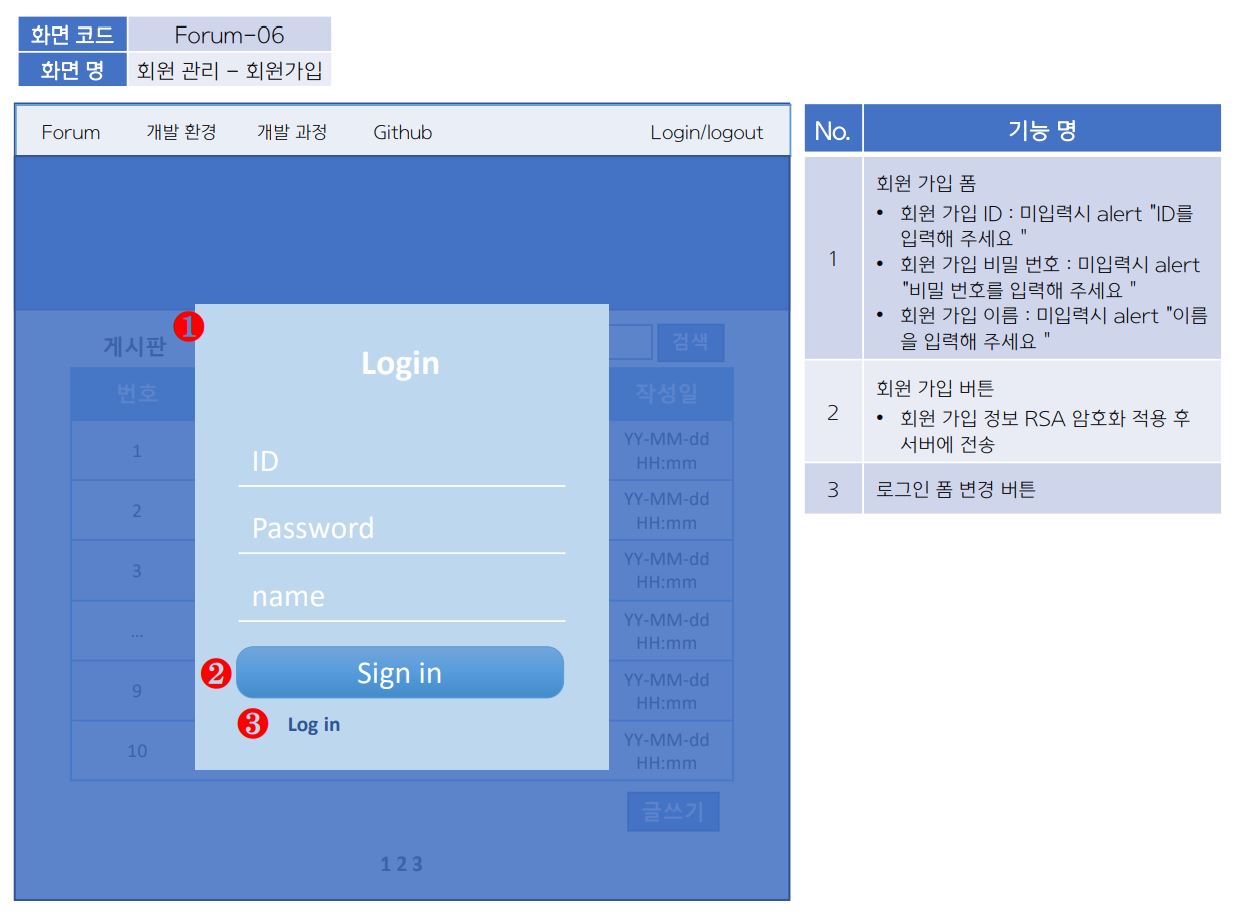 화면 코드 Forum-06
화면 명 회원 관리 - 회원가입
Forum 개발 환경 개발 과정 Github Login/logout
게시판 검색
번호 작성일
1 YY-MM-dd
HH:mm
2 YY-MM-dd
HH:mm
3 YY-MM-dd
HH:mm
... YY-MM-dd
HH:mm
9 YY-MM-dd
HH:mm
10 YY-MM-dd
HH:mm
글쓰기
1 2 3
❶
Login
ID
Password
name
❷ Sign in
❸ Log in
No. 기능 명
1
회원 가입 폼
• 회원 가입 ID : 미입력시 alert "ID를
입력해 주세요 "
• 회원 가입 비밀 번호 : 미입력시 alert
"비밀 번호를 입력해 주세요 "
• 회원 가입 이름 : 미입력시 alert "이름
을 입력해 주세요 "
2
회원 가입 버튼
• 회원 가입 정보 RSA 암호화 적용 후
서버에 전송
3 로그인 폼 변경 버튼